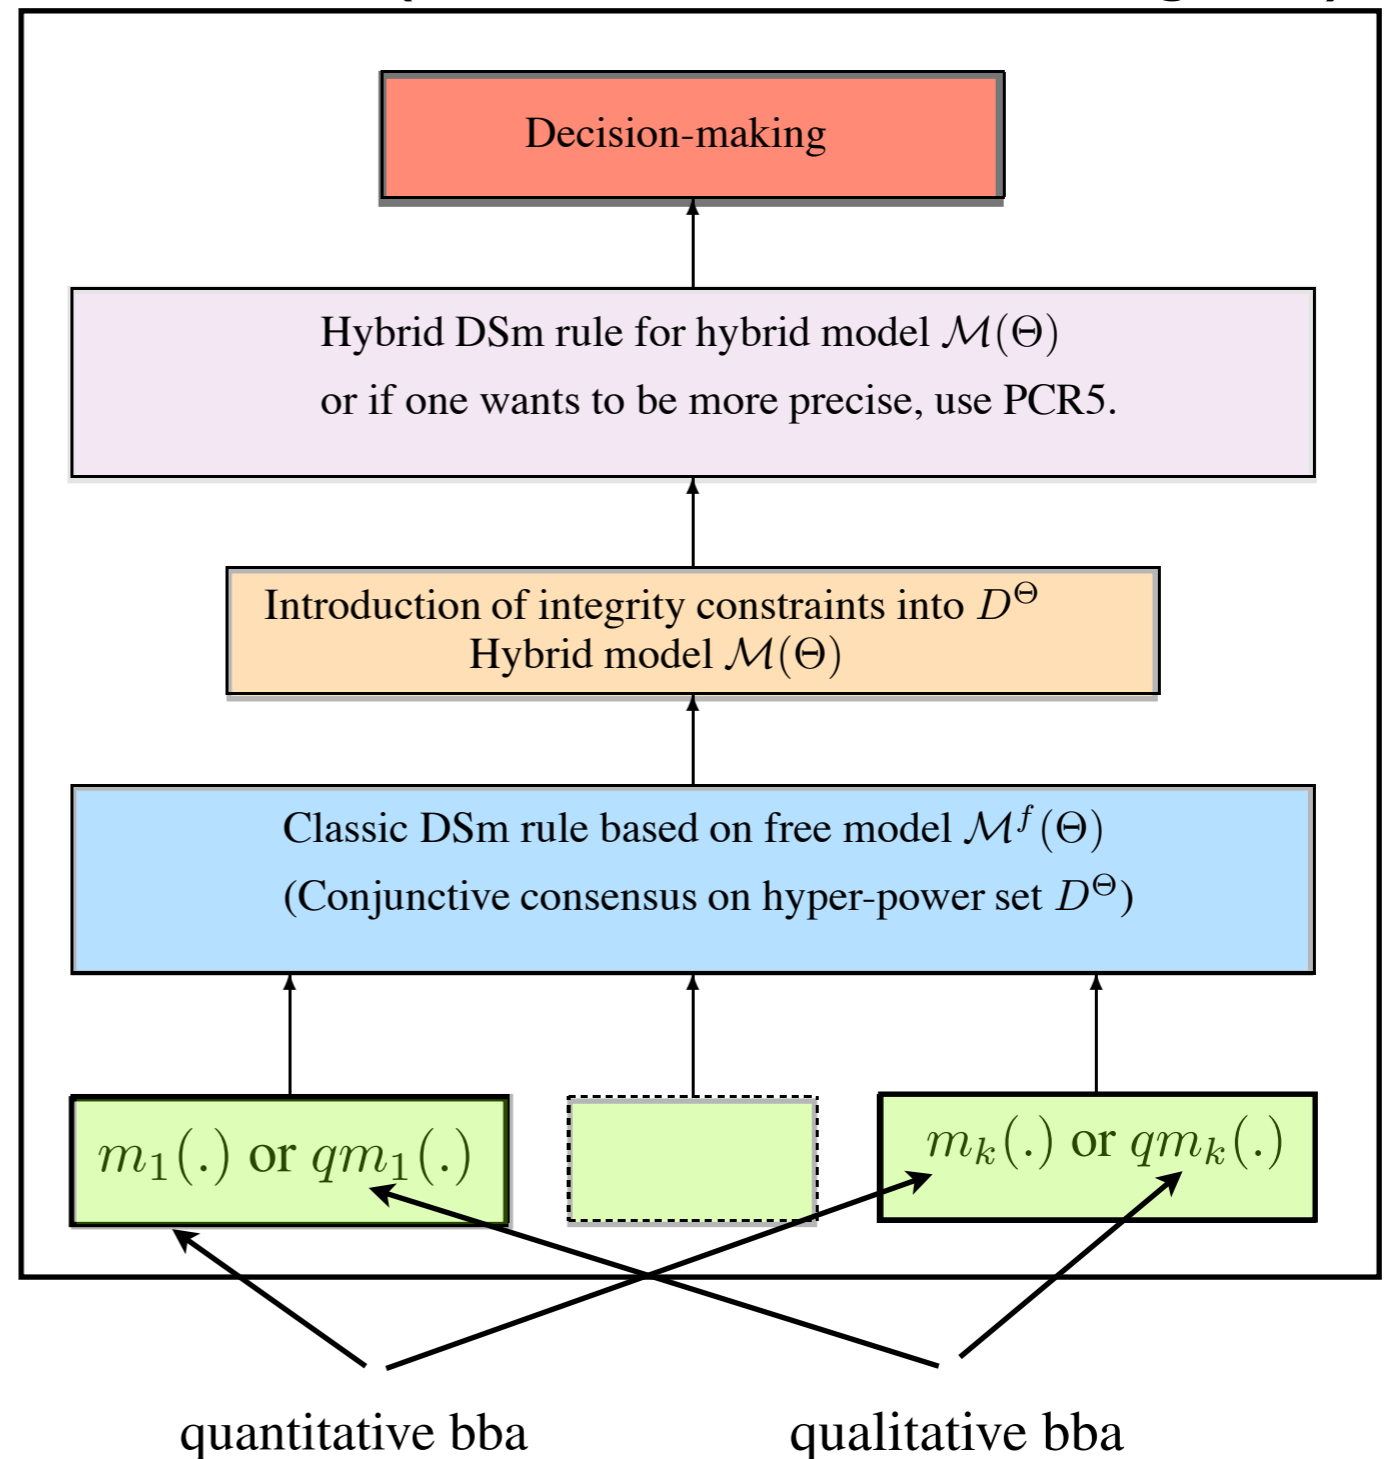 Decision-making
Hybrid DSm rule for hybrid model ℳ(Θ)
or if one wants to be more precise, use PCR5.
Introduction of integrity constraints into D^Θ
Hybrid model ℳ(Θ)
Classic DSm rule based on free model ℳ^f(Θ)
(Conjunctive consensus on hyper-power set D^Θ)
m₁(.) or qm₁(.)
mₖ(.) or qmₖ(.)
quantitative bba
qualitative bba